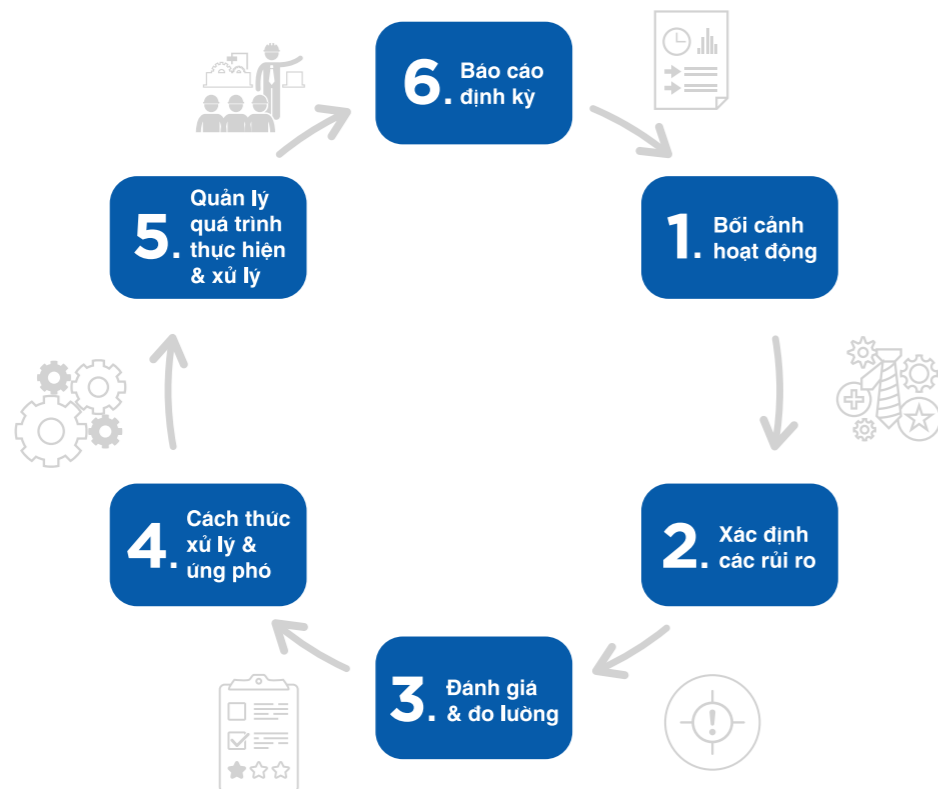 6. Báo cáo
định kỳ
1. Bối cảnh
hoạt động
2. Xác định
các rủi ro
3. Đánh giá
& đo lường
4. Cách thức
xử lý &
ứng phó
5. Quản lý
quá trình
thực hiện
& xử lý